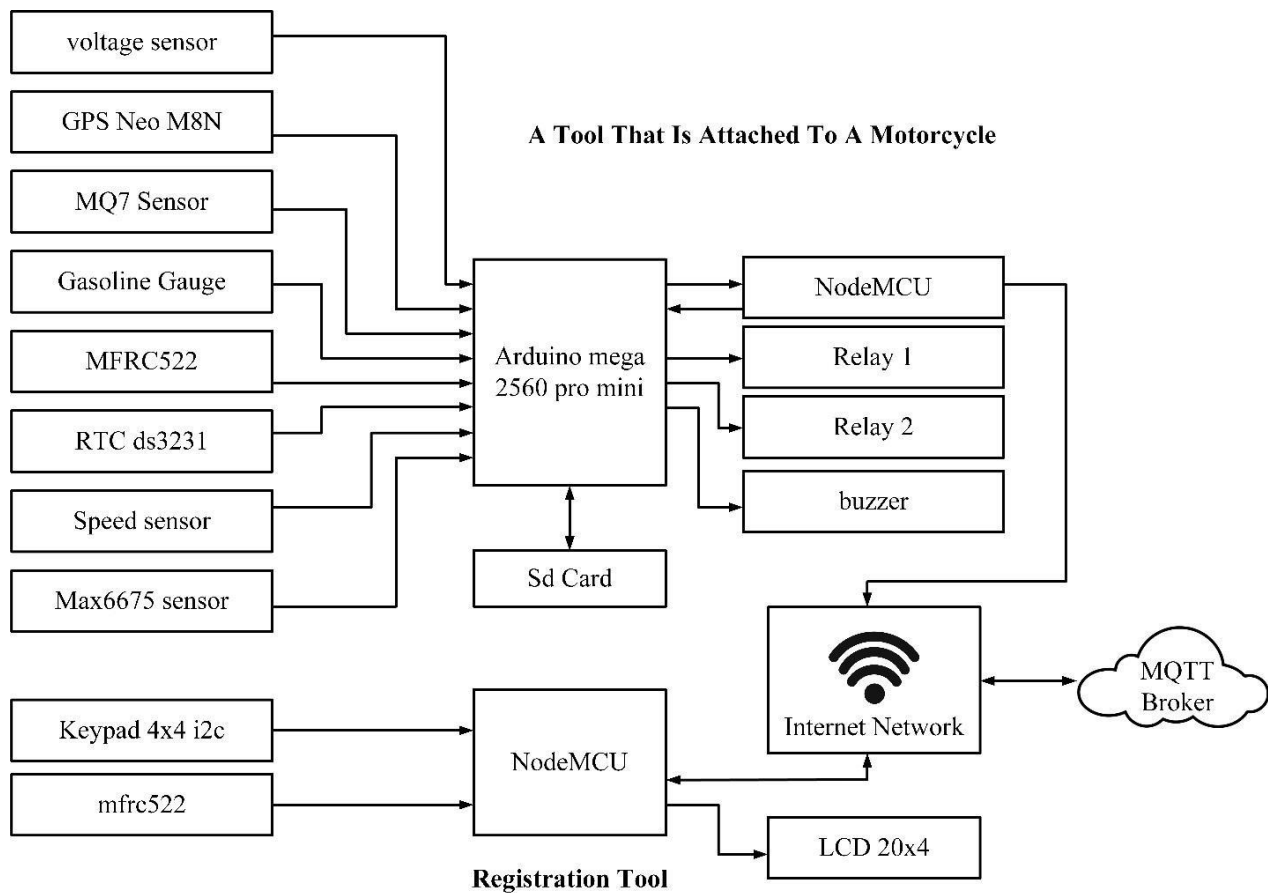 voltage sensor
GPS Neo M8N
A Tool That Is Attached To A Motorcycle
MQ7 Sensor
Gasoline Gauge
NodeMCU
MFRC522
Arduino mega
2560 pro mini
Relay 1
RTC ds3231
Relay 2
Speed sensor
buzzer
Sd Card
Max6675 sensor
MQTT
Broker
Internet Network
Keypad 4x4 i2c
NodeMCU
mfrc522
LCD 20x4
Registration Tool